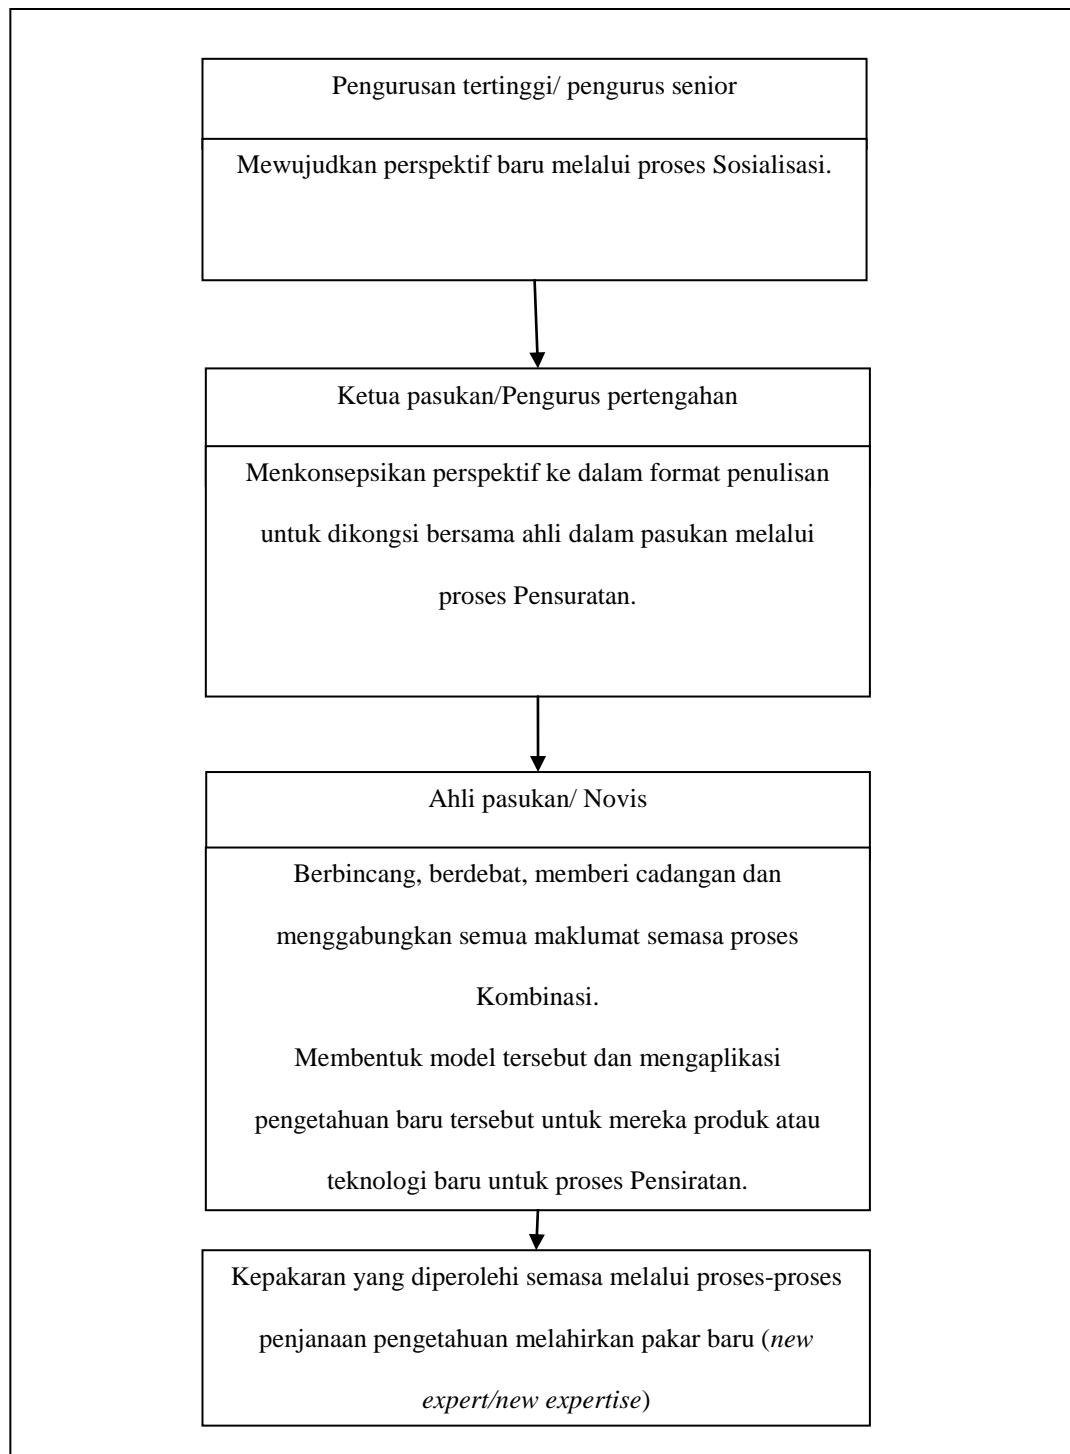 Pengurusan tertinggi/ pengurus senior
Mewujudkan perspektif baru melalui proses Sosialisasi.
Ketua pasukan/Pengurus pertengahan
Menkonsepsikan perspektif ke dalam format penulisan
untuk dikongsi bersama ahli dalam pasukan melalui
proses Pensuratan.
Ahli pasukan/ Novis
Berbincang, berdebat, memberi cadangan dan
menggabungkan semua maklumat semasa proses
Kombinasi.
Membentuk model tersebut dan mengaplikasi
pengetahuan baru tersebut untuk mereka produk atau
teknologi baru untuk proses Pensiratan.
Kepakaran yang diperolehi semasa melalui proses-proses
penjanaan pengetahuan melahirkan pakar baru (new
expert/new expertise)